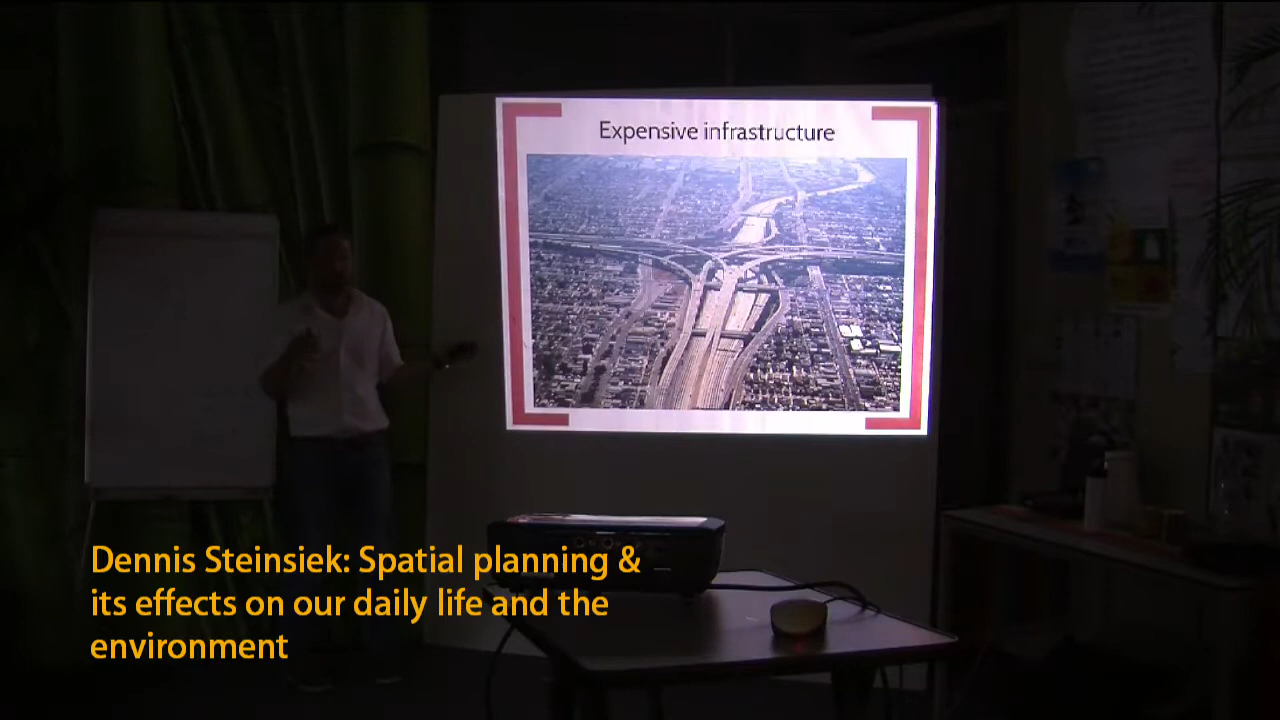 Expensive infrastructure
Dennis Steinsiek: Spatial planning &
its effects on our daily life and the
environment